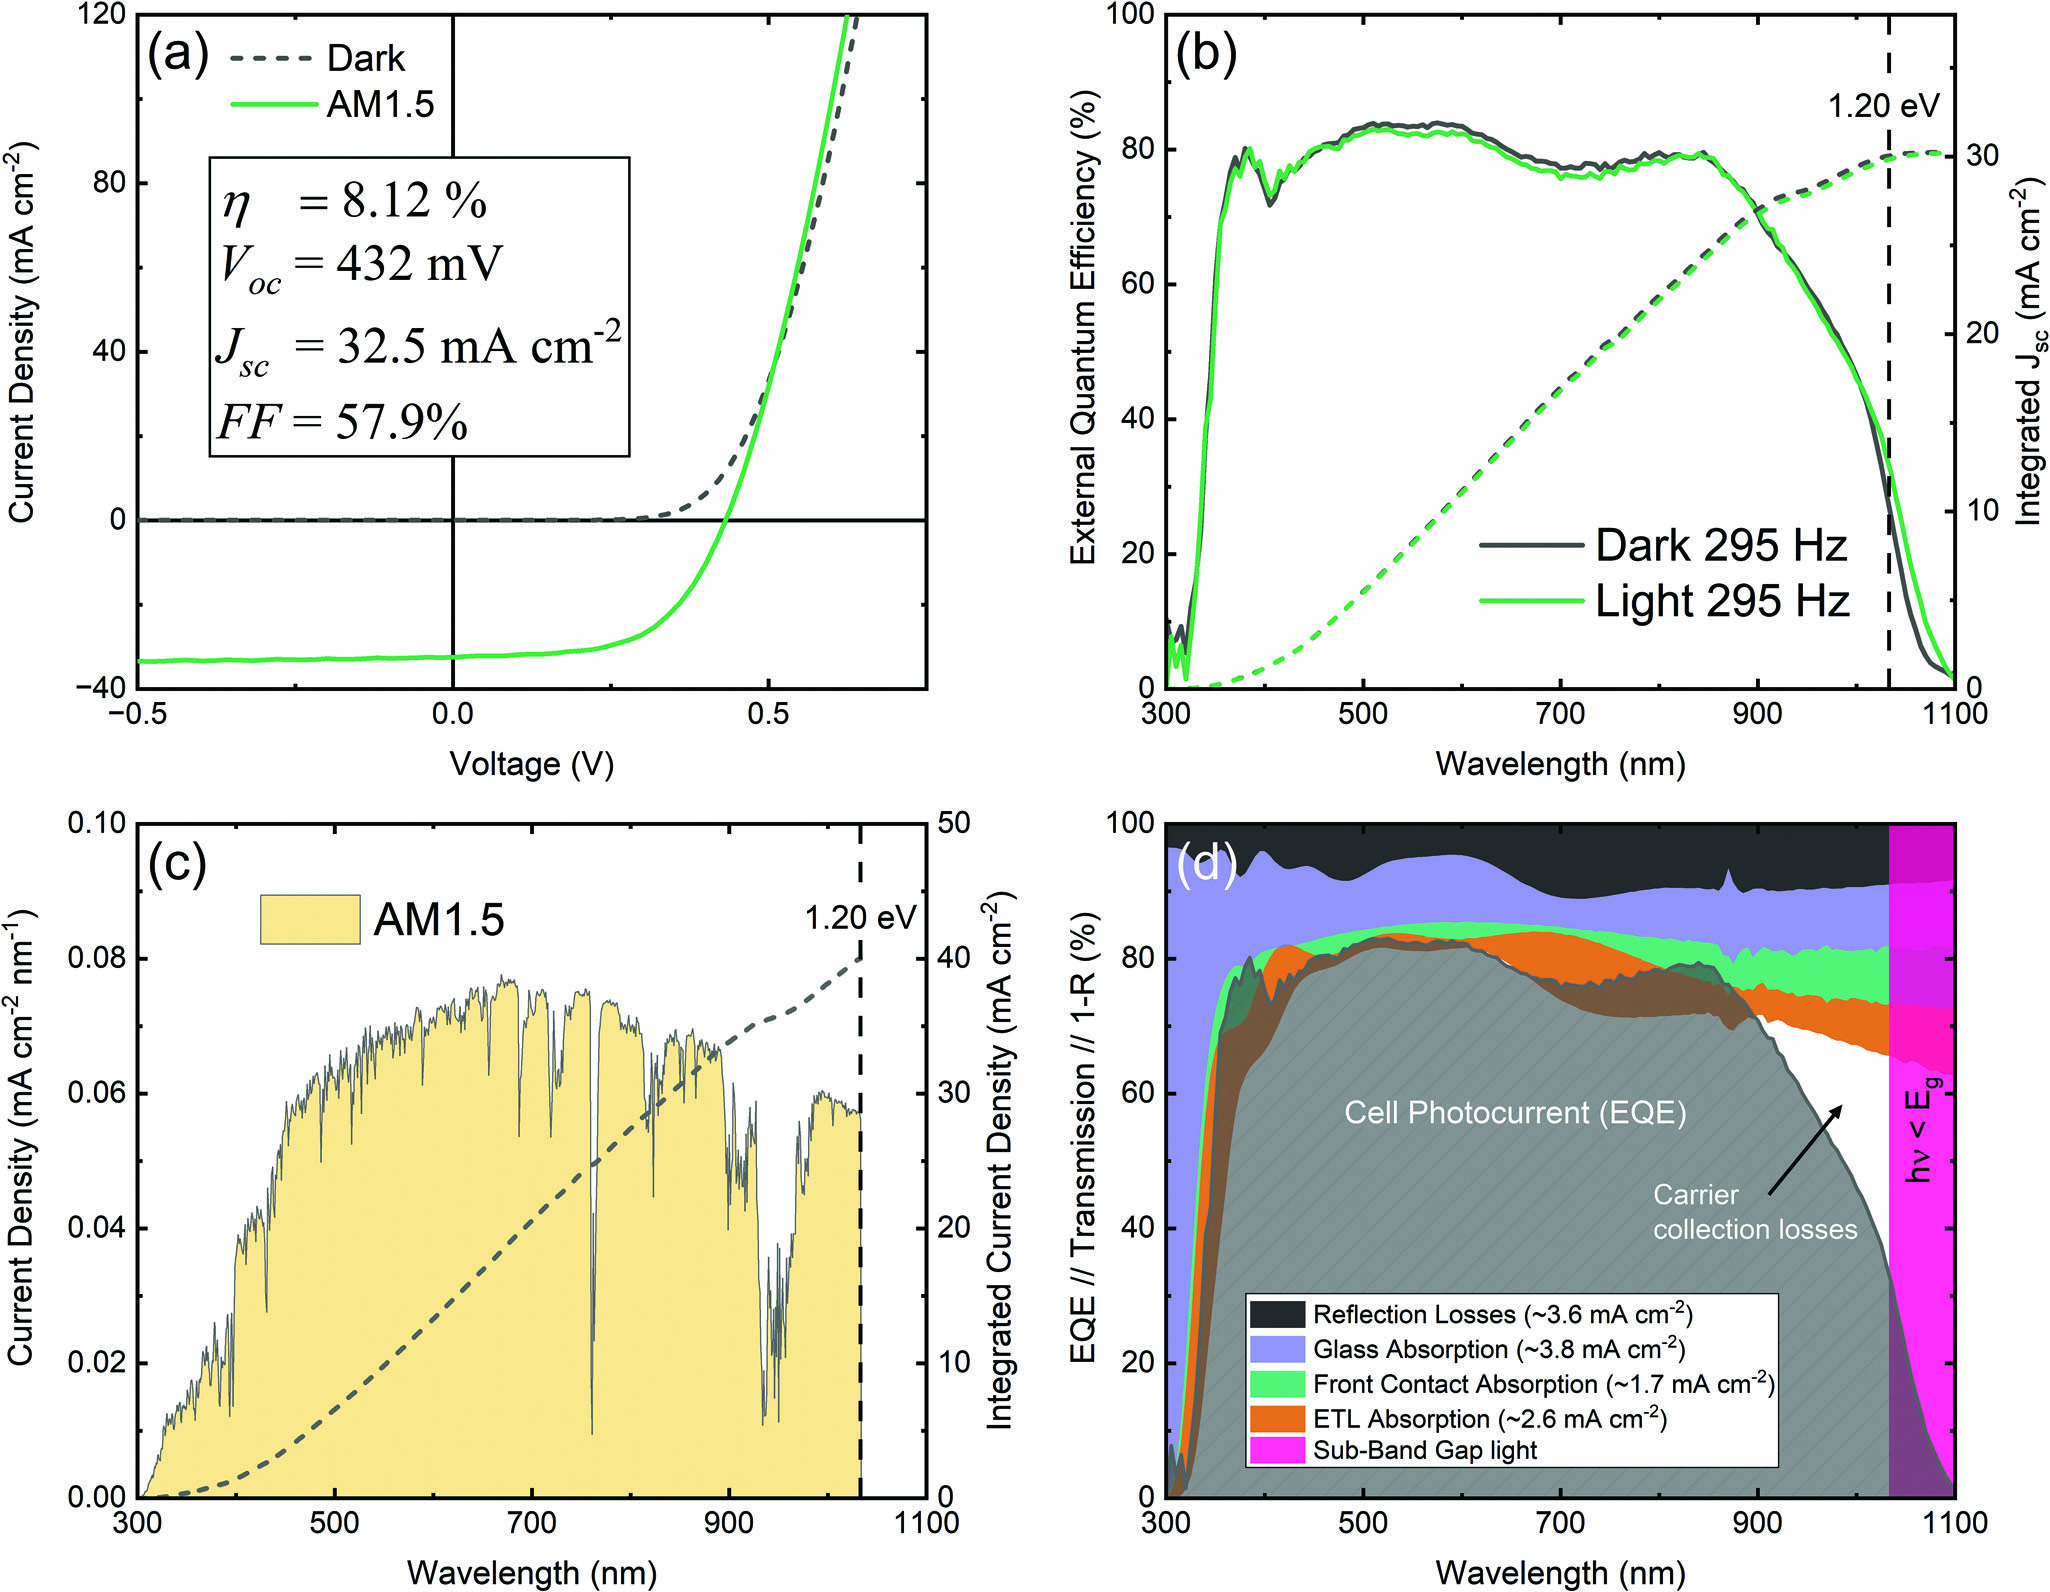 (a)
Dark
AM1.5
η = 8.12 %
Voc = 432 mV
Jsc = 32.5 mA cm-2
FF = 57.9%
120
80
40
0
−40
−0.5 0.0 0.5
Current Density (mA cm-2)
Voltage (V)
(b)
1.20 eV
Dark 295 Hz
Light 295 Hz
100
80
60
40
20
0
30
20
10
0
300 500 700 900 1100
External Quantum Efficiency (%)
Integrated Jsc (mA cm-2)
Wavelength (nm)
(c)
AM1.5
1.20 eV
0.10
0.08
0.06
0.04
0.02
0.00
50
40
30
20
10
0
300 500 700 900 1100
Current Density (mA cm-2 nm-1)
Integrated Current Density (mA cm-2)
Wavelength (nm)
(d)
Cell Photocurrent (EQE)
Carrier
collection losses
hν < Eg
Reflection Losses (~3.6 mA cm-2)
Glass Absorption (~3.8 mA cm-2)
Front Contact Absorption (~1.7 mA cm-2)
ETL Absorption (~2.6 mA cm-2)
Sub-Band Gap light
100
80
60
40
20
0
300 500 700 900 1100
EQE // Transmission // 1-R (%)
Wavelength (nm)